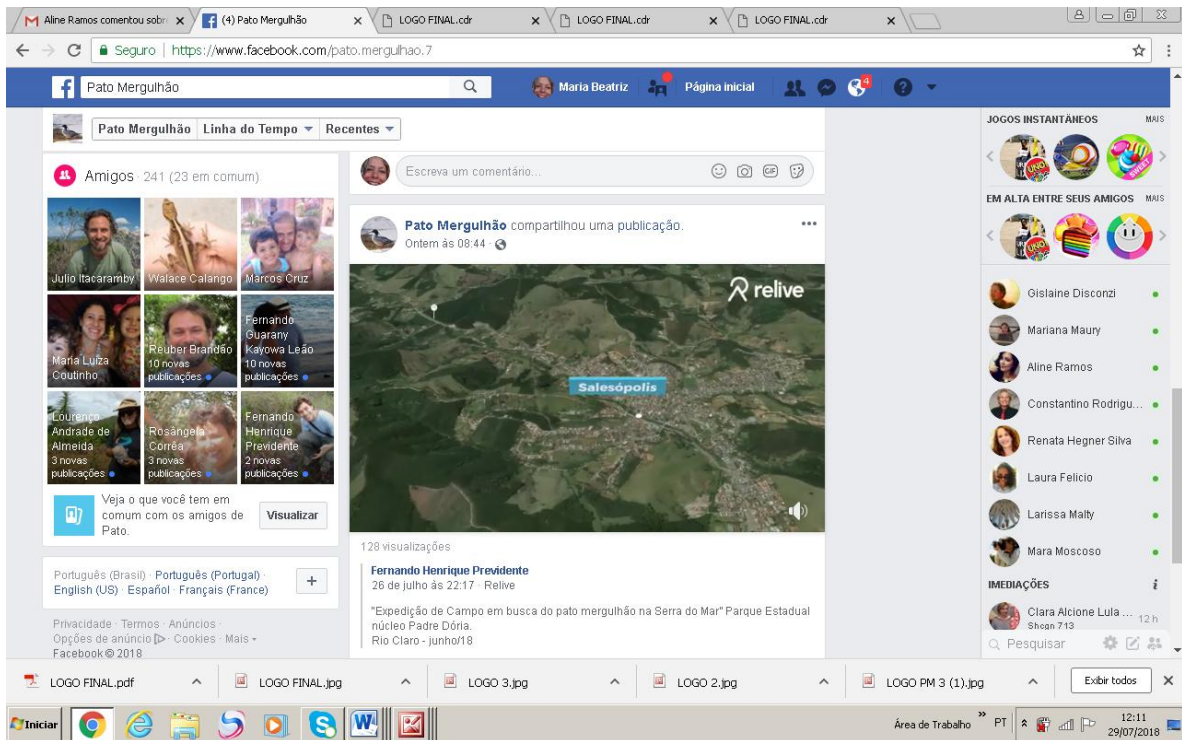 Aline Ramos comentou sobr
(4) Pato Mergulhão
LOGO FINAL.cdr
LOGO FINAL.cdr
LOGO FINAL.cdr
Seguro
https://www.facebook.com/pato.mergulhao.7
Pato Mergulhão
Maria Beatriz
Página inicial
4
Pato Mergulhão
Linha do Tempo
Recentes
Amigos · 241 (23 em comum)
Julio Itacaramby
Walace Calango
Marcos Cruz
Maria Luíza
Coutinho
Reuber Brandão
10 novas
publicações
Fernando
Guarany
Kayowa Leão
10 novas
publicações
Lourenço
Andrade de
Almeida
3 novas
publicações
Rosângela
Corrêa
3 novas
publicações
Fernando
Henrique
Previdente
2 novas
publicações
Veja o que você tem em
comum com os amigos de
Pato.
Visualizar
Português (Brasil) · Português (Portugal) ·
English (US) · Español · Français (France)
+
Privacidade · Termos · Anúncios ·
Opções de anúncio · Cookies · Mais
Facebook © 2018
Escreva um comentário...
GIF
Pato Mergulhão compartilhou uma publicação.
Ontem às 08:44 ·
relive
Salesópolis
128 visualizações
Fernando Henrique Previdente
26 de julho às 22:17 · Relive
"Expedição de Campo em busca do pato mergulhão na Serra do Mar" Parque Estadual
núcleo Padre Dória.
Rio Claro - junho/18
JOGOS INSTANTÂNEOS
MAIS
UNO
SWEET
EM ALTA ENTRE SEUS AMIGOS
MAIS
UNO
Gislaine Disconzi
Mariana Maury
Aline Ramos
Constantino Rodrigu...
Renata Hegner Silva
Laura Felicio
Larissa Malty
Mara Moscoso
IMEDIAÇÕES
Clara Alcione Lula ...
12 h
Shcgn 713
Pesquisar
LOGO FINAL.pdf
LOGO FINAL.jpg
LOGO 3.jpg
LOGO 2.jpg
LOGO PM 3 (1).jpg
Exibir todos
Iniciar
Área de Trabalho
PT
12:11
29/07/2018